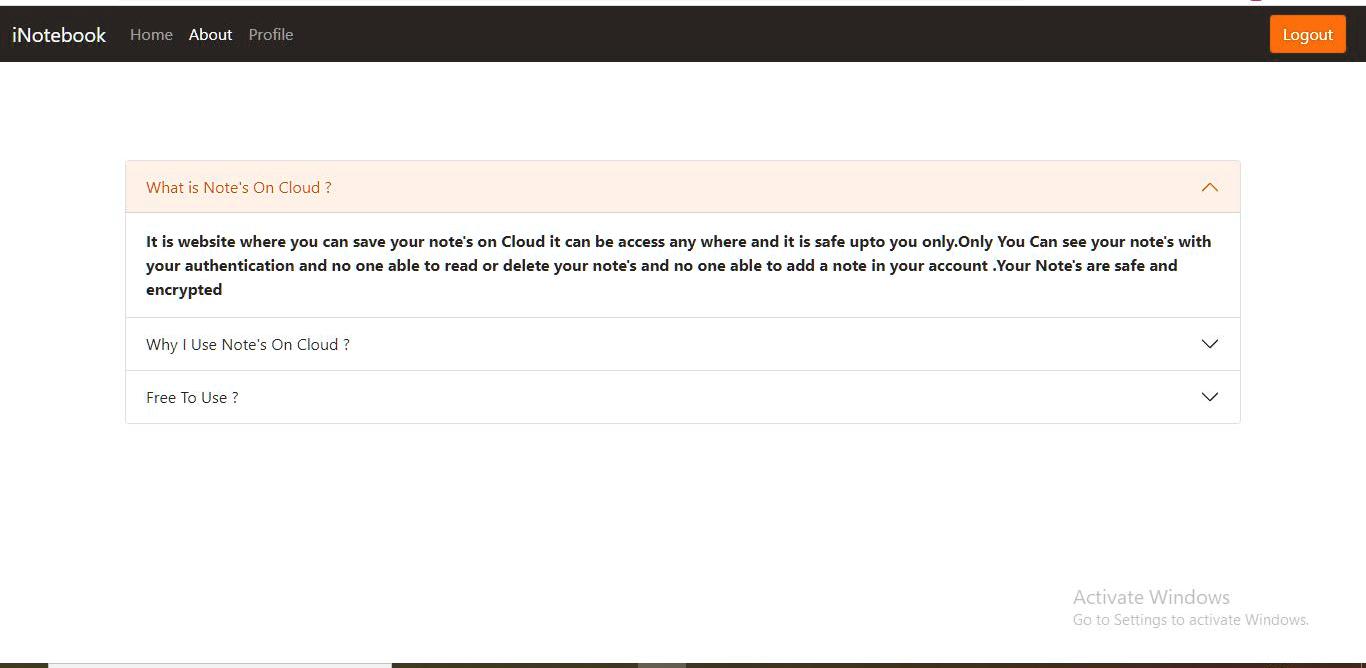 iNotebook Home About Profile Logout
What is Note's On Cloud ?
It is website where you can save your note's on Cloud it can be access any where and it is safe upto you only.Only You Can see your note's with
your authentication and no one able to read or delete your note's and no one able to add a note in your account .Your Note's are safe and
encrypted
Why I Use Note's On Cloud ?
Free To Use ?
Activate Windows
Go to Settings to activate Windows.